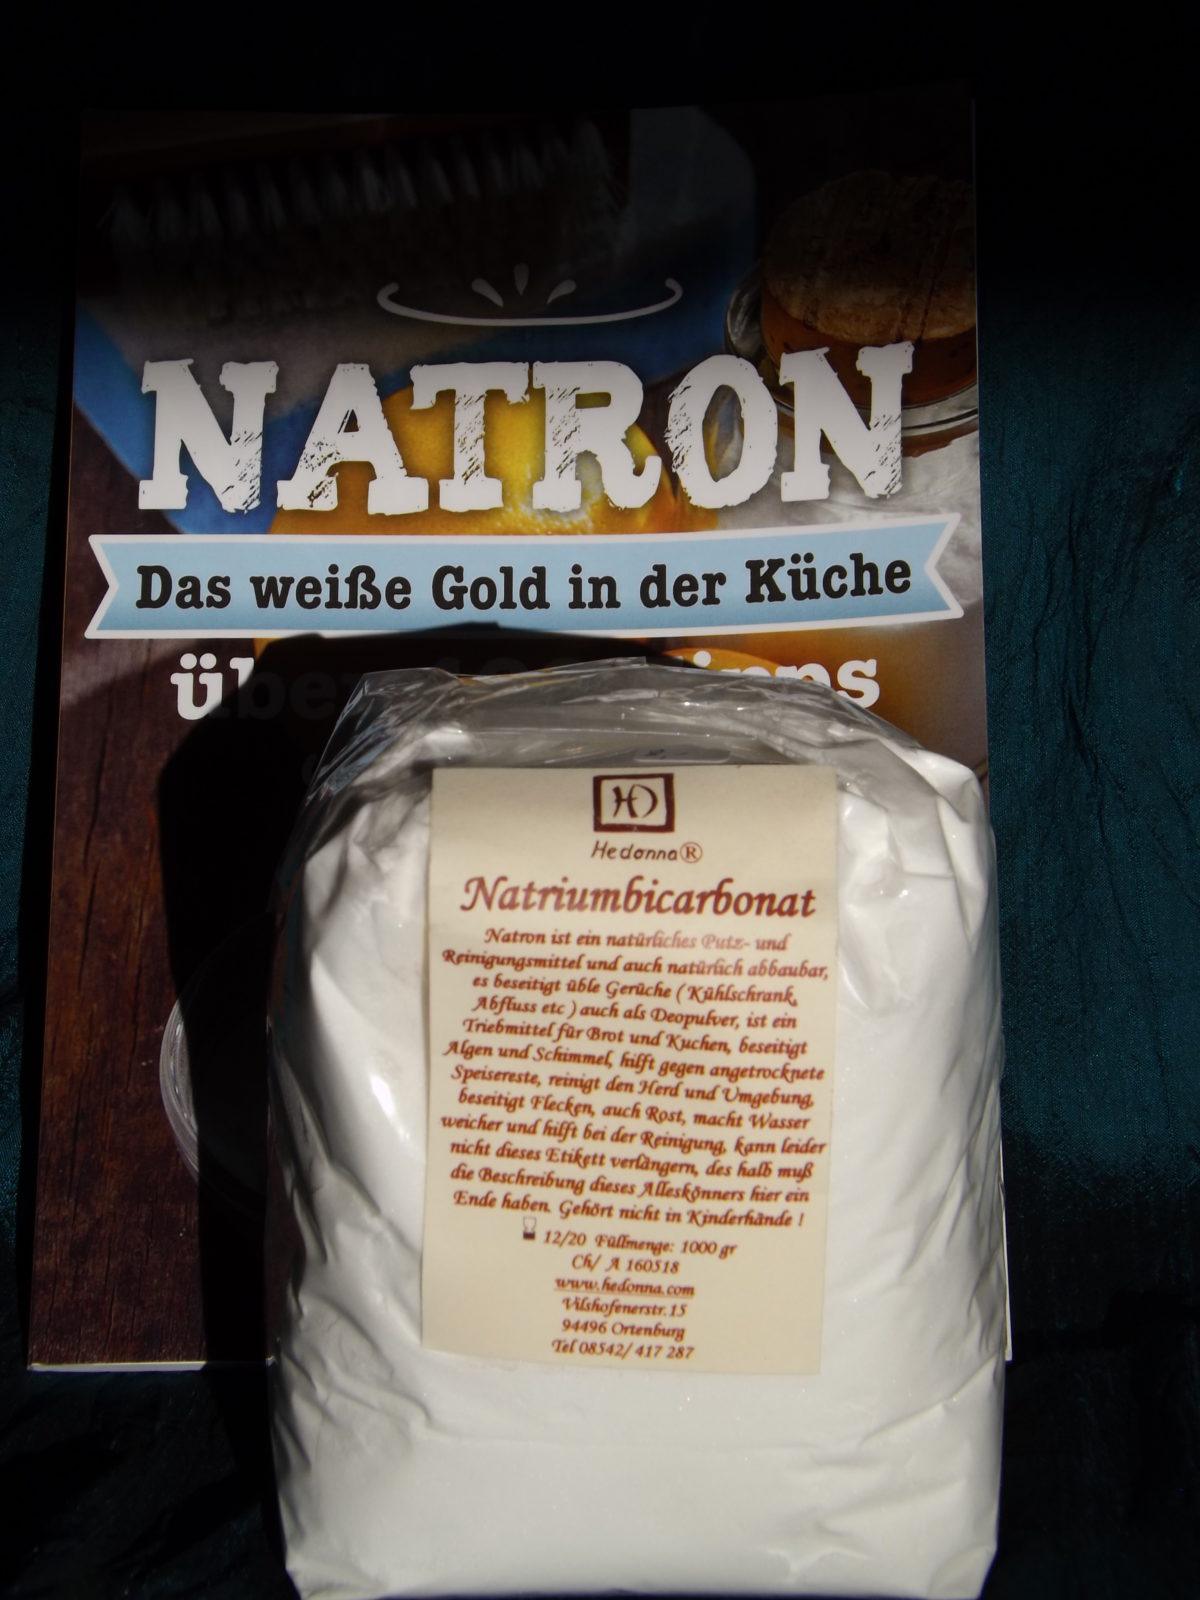 NATRON
Das weiße Gold in der Küche
über
HD
Hedonna®
Natriumbicarbonat
Natron ist ein natürliches Putz- und
Reinigungsmittel und auch natürlich abbaubar,
es beseitigt üble Gerüche ( Kühlschrank,
Abfluss etc ) auch als Deopulver, ist ein
Triebmittel für Brot und Kuchen, beseitigt
Algen und Schimmel, hilft gegen angetrocknete
Speisereste, reinigt den Herd und Umgebung,
beseitigt Flecken, auch Rost, macht Wasser
weicher und hilft bei der Reinigung, kann leider
nicht dieses Etikett verlängern, des halb muß
die Beschreibung dieses Alleskönners hier ein
Ende haben. Gehört nicht in Kinderhände !
12/20 Füllmenge: 1000 gr
Ch/ A 160518
www.hedonna.com
Vilshofenerstr.15
94496 Ortenburg
Tel 08542/ 417 287